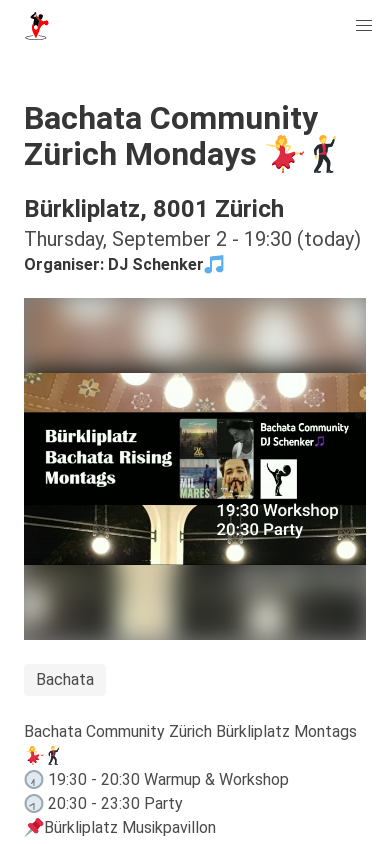 Bachata Community
Zürich Mondays 💃🕺
Bürkliplatz, 8001 Zürich
Thursday, September 2 - 19:30 (today)
Organiser: DJ Schenker🎵
Bürkliplatz
Bachata Rising
Montags
MIL
MARES
Bachata Community
DJ Schenker🎵
19:30 Workshop
20:30 Party
Bachata
Bachata Community Zürich Bürkliplatz Montags
💃🕺
🕢 19:30 - 20:30 Warmup & Workshop
🕣 20:30 - 23:30 Party
📌Bürkliplatz Musikpavillon